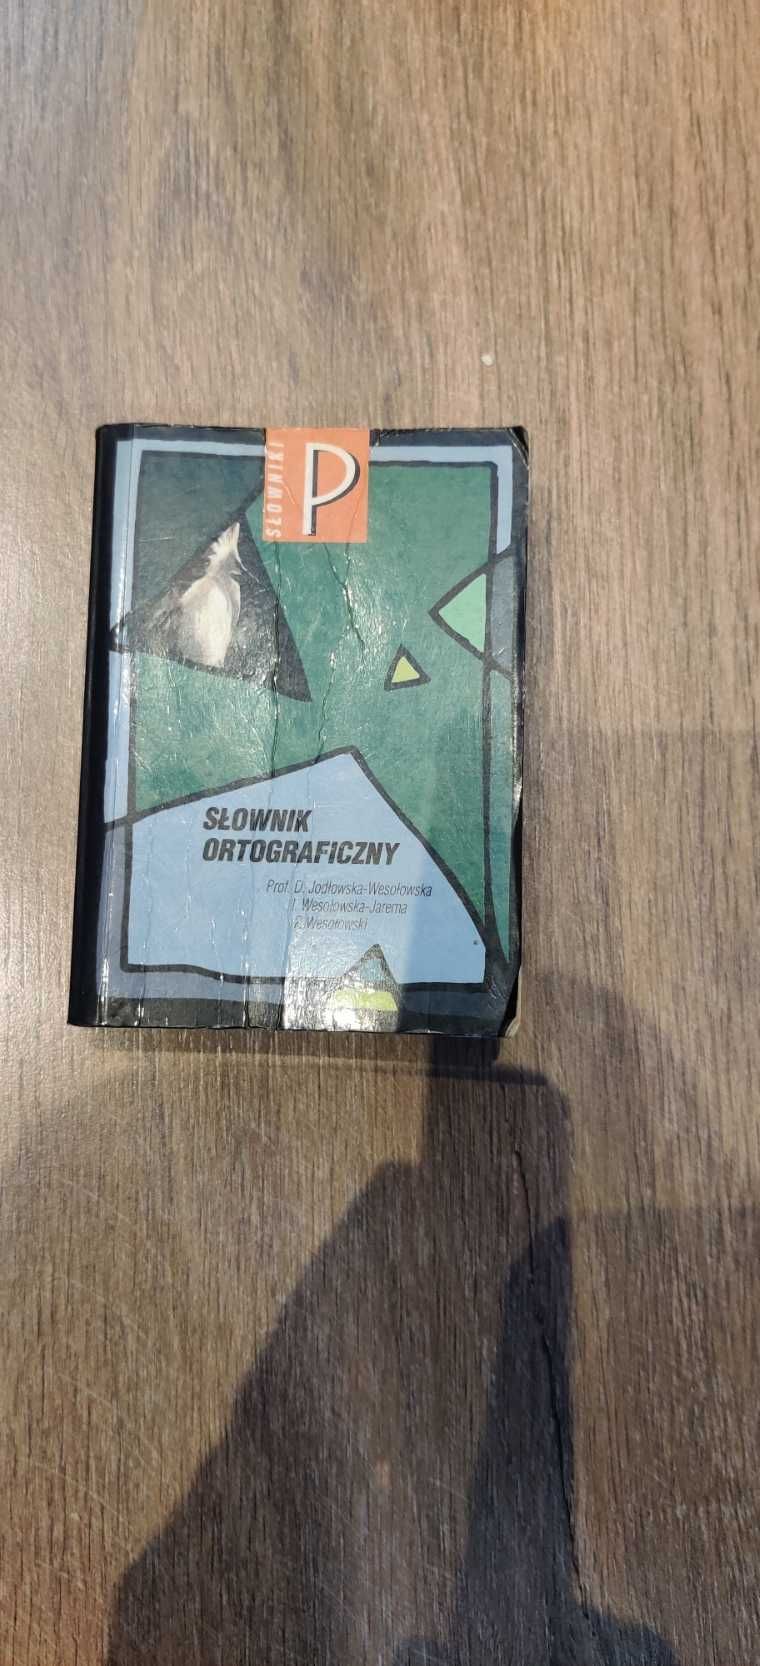 SŁOWNIKI
P
SŁOWNIK
ORTOGRAFICZNY
Prof. D. Jodłowska-Wesołowska
I. Wesołowska-Jarema
Wesołowski